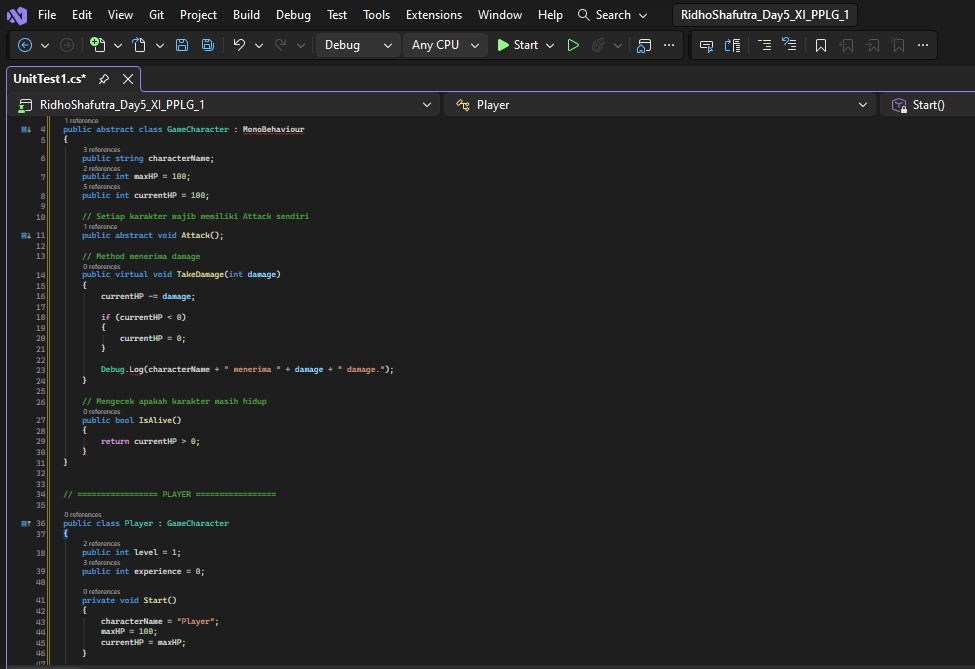 File Edit View Git Project Build Debug Test Tools Extensions Window Help Search RidhoShafutra_Day5_XI_PPLG_1
Debug Any CPU Start
UnitTest1.cs*
RidhoShafutra_Day5_XI_PPLG_1 Player Start()
1 reference
4 public abstract class GameCharacter : MonoBehaviour
5 {
3 references
6 public string characterName;
2 references
7 public int maxHP = 100;
5 references
8 public int currentHP = 100;
9
10 // Setiap karakter wajib memiliki Attack sendiri
1 reference
11 public abstract void Attack();
12
13 // Method menerima damage
0 references
14 public virtual void TakeDamage(int damage)
15 {
16 currentHP -= damage;
17
18 if (currentHP < 0)
19 {
20 currentHP = 0;
21 }
22
23 Debug.Log(characterName + " menerima " + damage + " damage.");
24 }
25
26 // Mengecek apakah karakter masih hidup
0 references
27 public bool IsAlive()
28 {
29 return currentHP > 0;
30 }
31 }
32
33
34 // ================= PLAYER =================
35
0 references
36 public class Player : GameCharacter
37 {
2 references
38 public int level = 1;
3 references
39 public int experience = 0;
40
0 references
41 private void Start()
42 {
43 characterName = "Player";
44 maxHP = 100;
45 currentHP = maxHP;
46 }
47